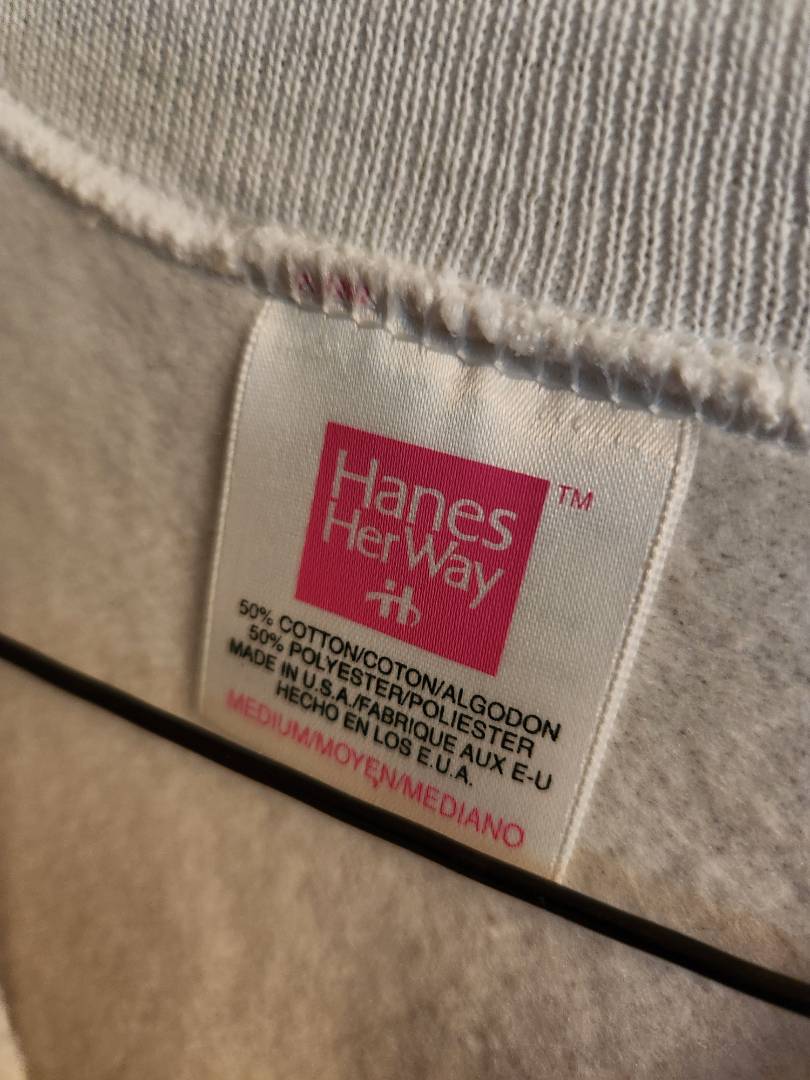 Hanes
HerWay
TM
50% COTTON/COTON/ALGODON
50% POLYESTER/POLIESTER
MADE IN U.S.A./FABRIQUE AUX E-U
HECHO EN LOS E.U.A.
MEDIUM/MOYEN/MEDIANO